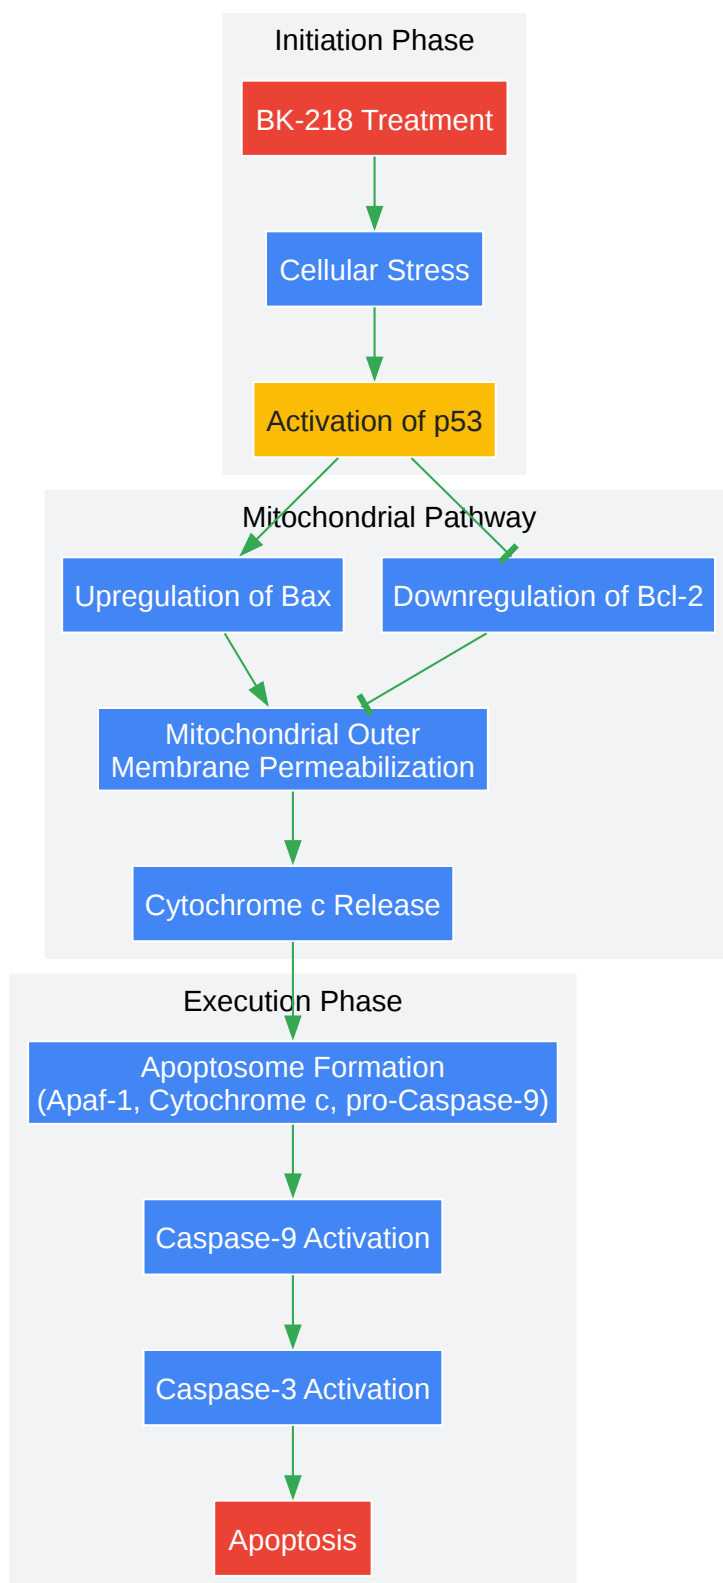 Initiation Phase
BK-218 Treatment
Cellular Stress
Activation of p53
Mitochondrial Pathway
Upregulation of Bax
Downregulation of Bcl-2
Mitochondrial Outer
Membrane Permeabilization
Cytochrome c Release
Execution Phase
Apoptosome Formation
(Apaf-1, Cytochrome c, pro-Caspase-9)
Caspase-9 Activation
Caspase-3 Activation
Apoptosis